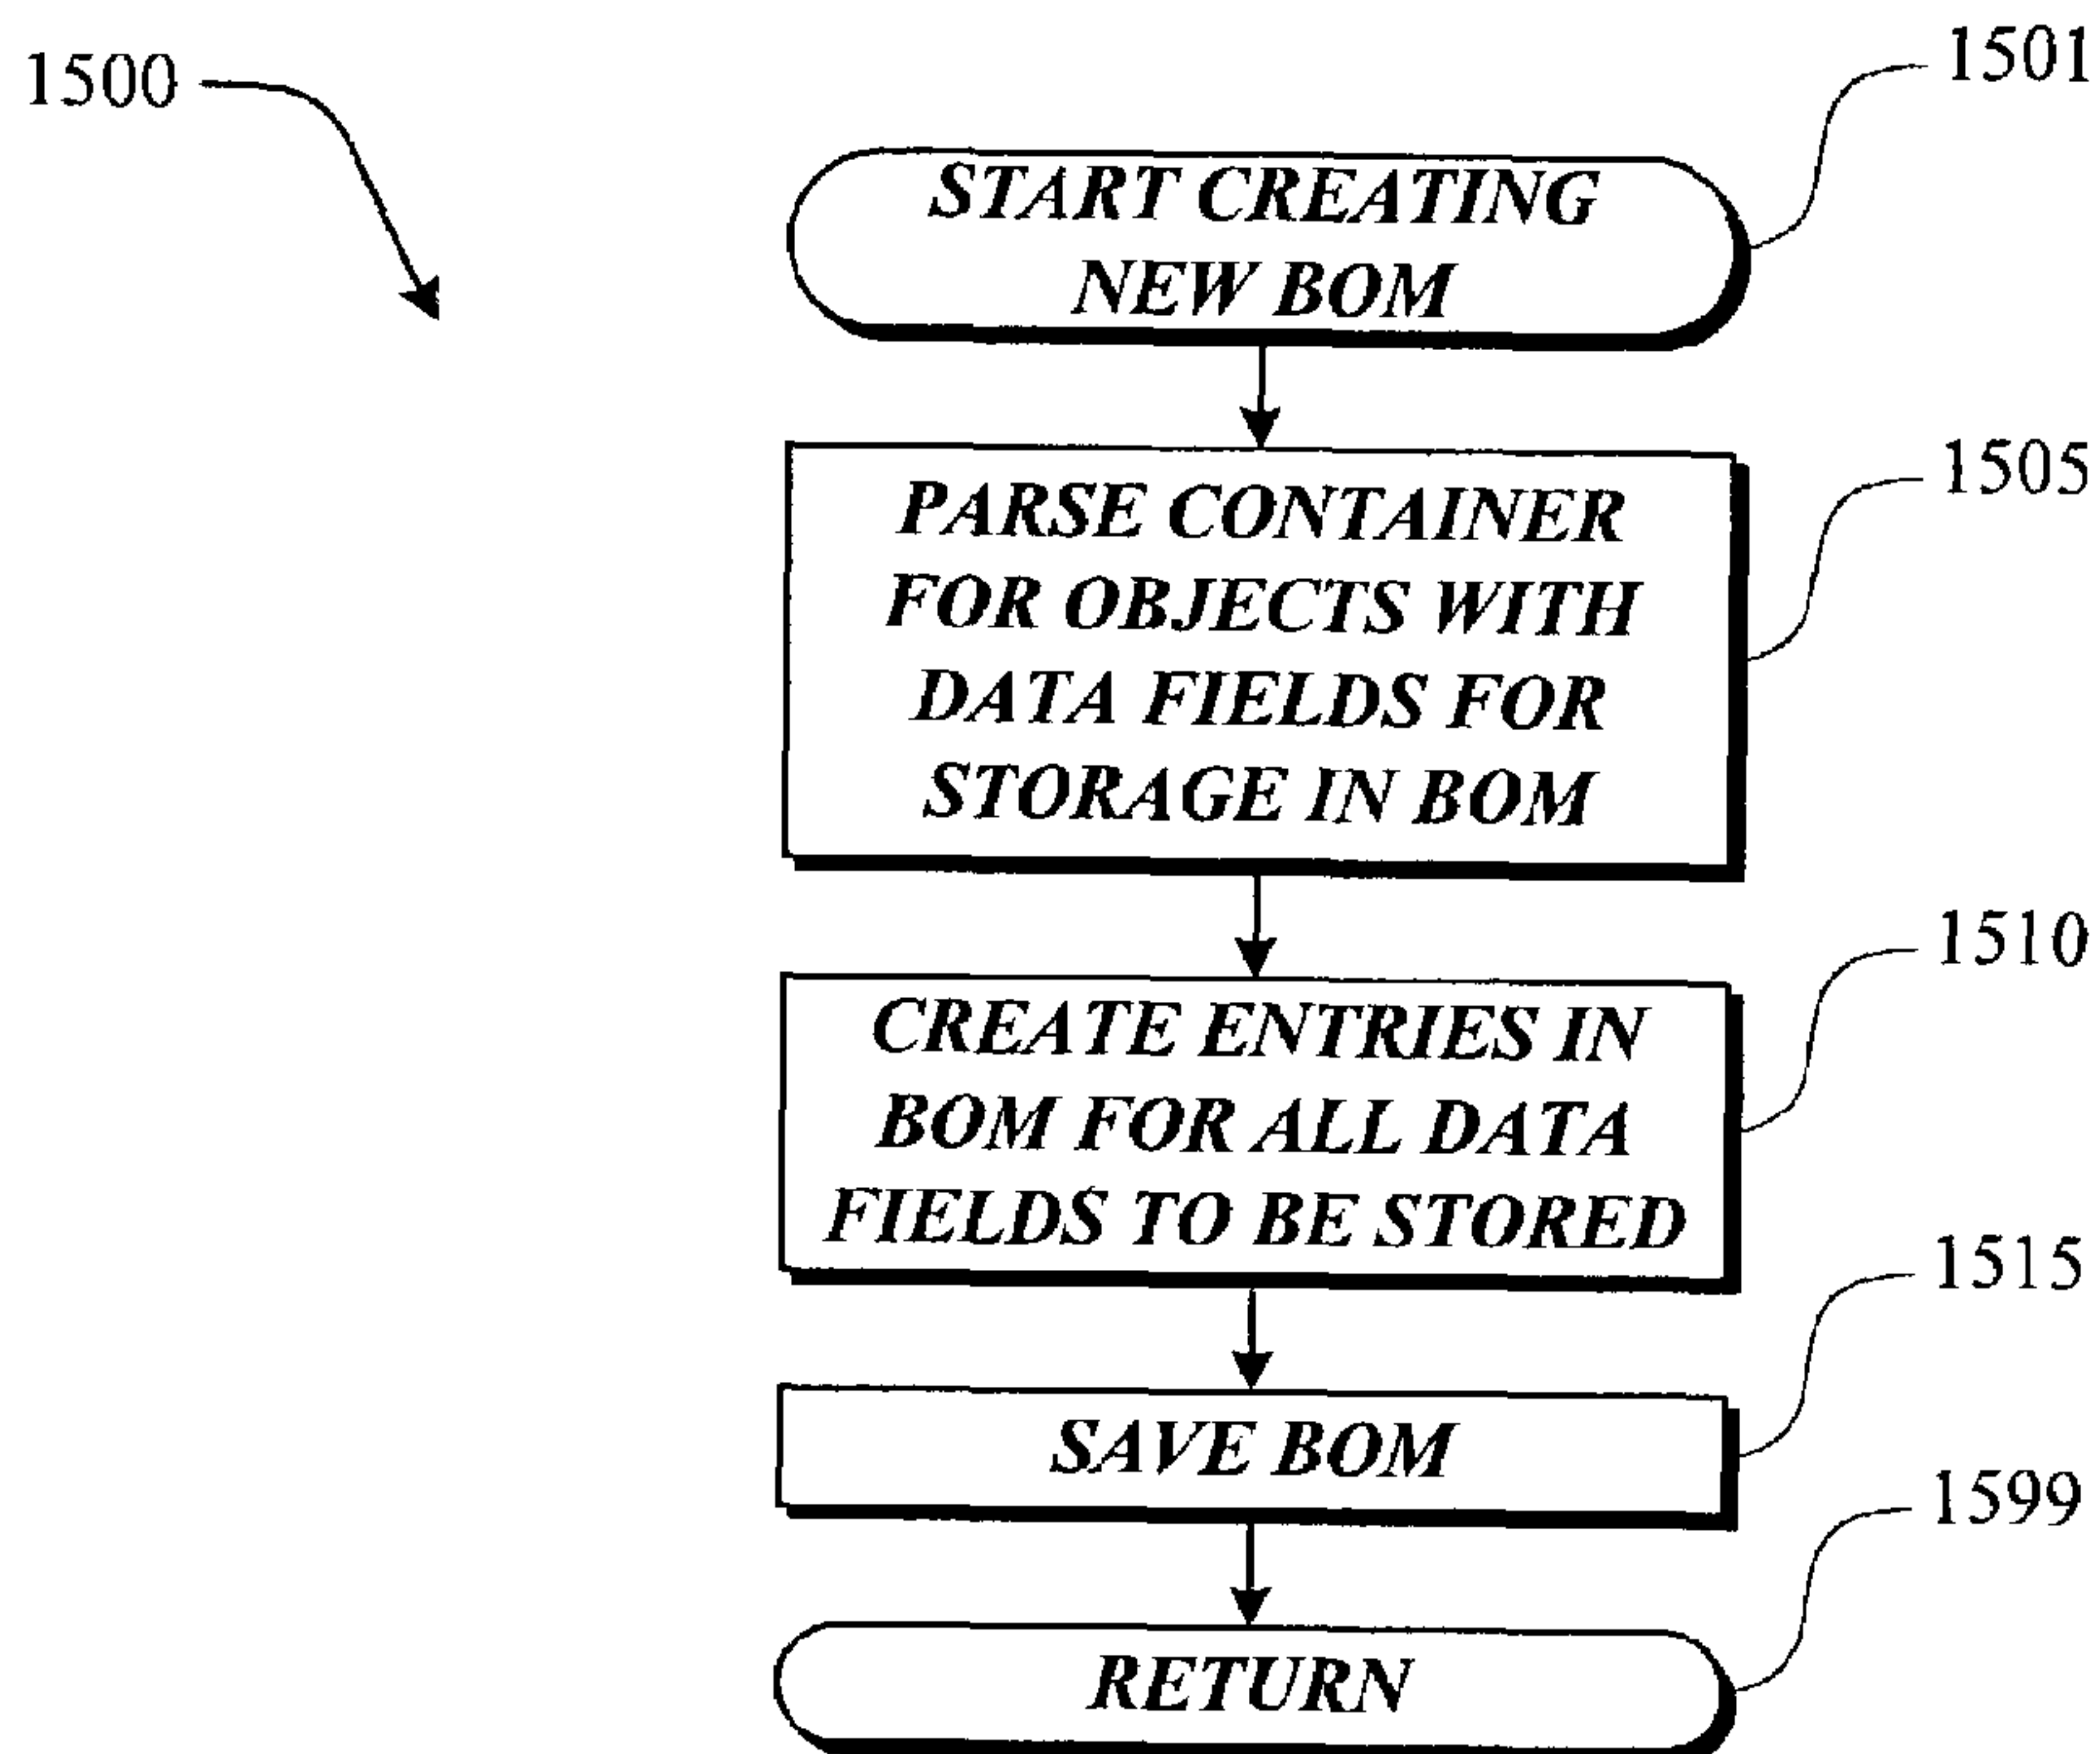 1500
1501
START CREATING
NEW BOM
1505
PARSE CONTAINER
FOR OBJECTS WITH
DATA FIELDS FOR
STORAGE IN BOM
1510
CREATE ENTRIES IN
BOM FOR ALL DATA
FIELDS TO BE STORED
1515
SAVE BOM
1599
RETURN